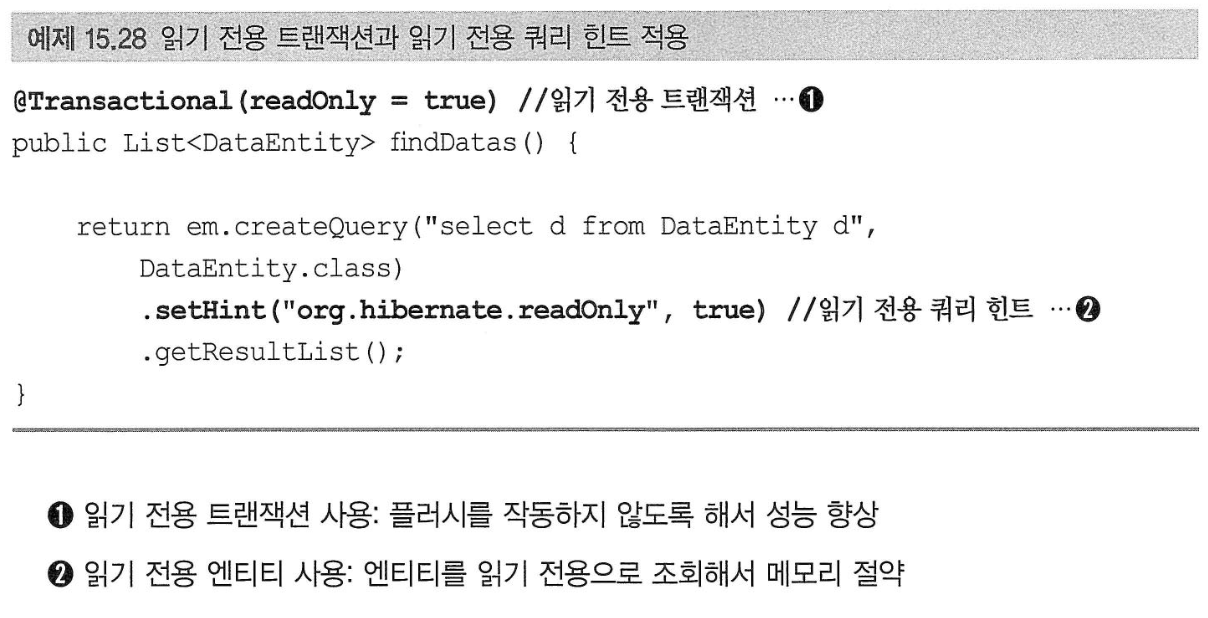 예제 15.28 읽기 전용 트랜잭션과 읽기 전용 쿼리 힌트 적용
@Transactional(readOnly = true) //읽기 전용 트랜잭션 …❶
public List<DataEntity> findDatas() {
return em.createQuery("select d from DataEntity d",
DataEntity.class)
.setHint("org.hibernate.readOnly", true) //읽기 전용 쿼리 힌트 …❷
.getResultList();
}
❶ 읽기 전용 트랜잭션 사용: 플러시를 작동하지 않도록 해서 성능 향상
❷ 읽기 전용 엔티티 사용: 엔티티를 읽기 전용으로 조회해서 메모리 절약